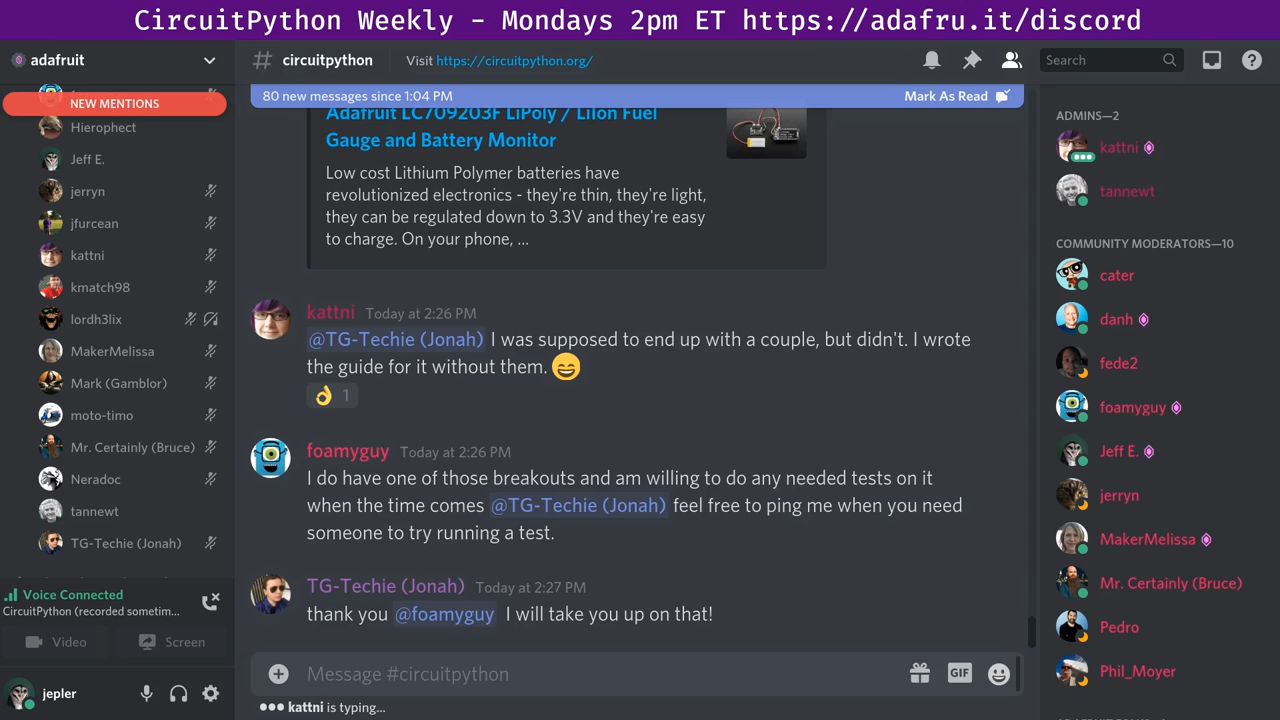 CircuitPython Weekly - Mondays 2pm ET https://adafru.it/discord
adafruit
NEW MENTIONS
Hierophect
Jeff E.
jerryn
jfurcean
kattni
kmatch98
lordh3lix
MakerMelissa
Mark (Gamblor)
moto-timo
Mr. Certainly (Bruce)
Neradoc
tannewt
TG-Techie (Jonah)
Voice Connected
CircuitPython (recorded sometim...
Video
Screen
jepler
# circuitpython
Visit https://circuitpython.org/
Search
80 new messages since 1:04 PM
Mark As Read
Adafruit LC709203F LiPoly / LiIon Fuel
Gauge and Battery Monitor
Low cost Lithium Polymer batteries have
revolutionized electronics - they're thin, they're light,
they can be regulated down to 3.3V and they're easy
to charge. On your phone, ...
kattni Today at 2:26 PM
@TG-Techie (Jonah) I was supposed to end up with a couple, but didn't. I wrote
the guide for it without them. 😄
👌 1
foamyguy Today at 2:26 PM
I do have one of those breakouts and am willing to do any needed tests on it
when the time comes @TG-Techie (Jonah) feel free to ping me when you need
someone to try running a test.
TG-Techie (Jonah) Today at 2:27 PM
thank you @foamyguy I will take you up on that!
Message #circuitpython
GIF
kattni is typing...
ADMINS—2
kattni
tannewt
COMMUNITY MODERATORS—10
cater
danh
fede2
foamyguy
Jeff E.
jerryn
MakerMelissa
Mr. Certainly (Bruce)
Pedro
Phil_Moyer